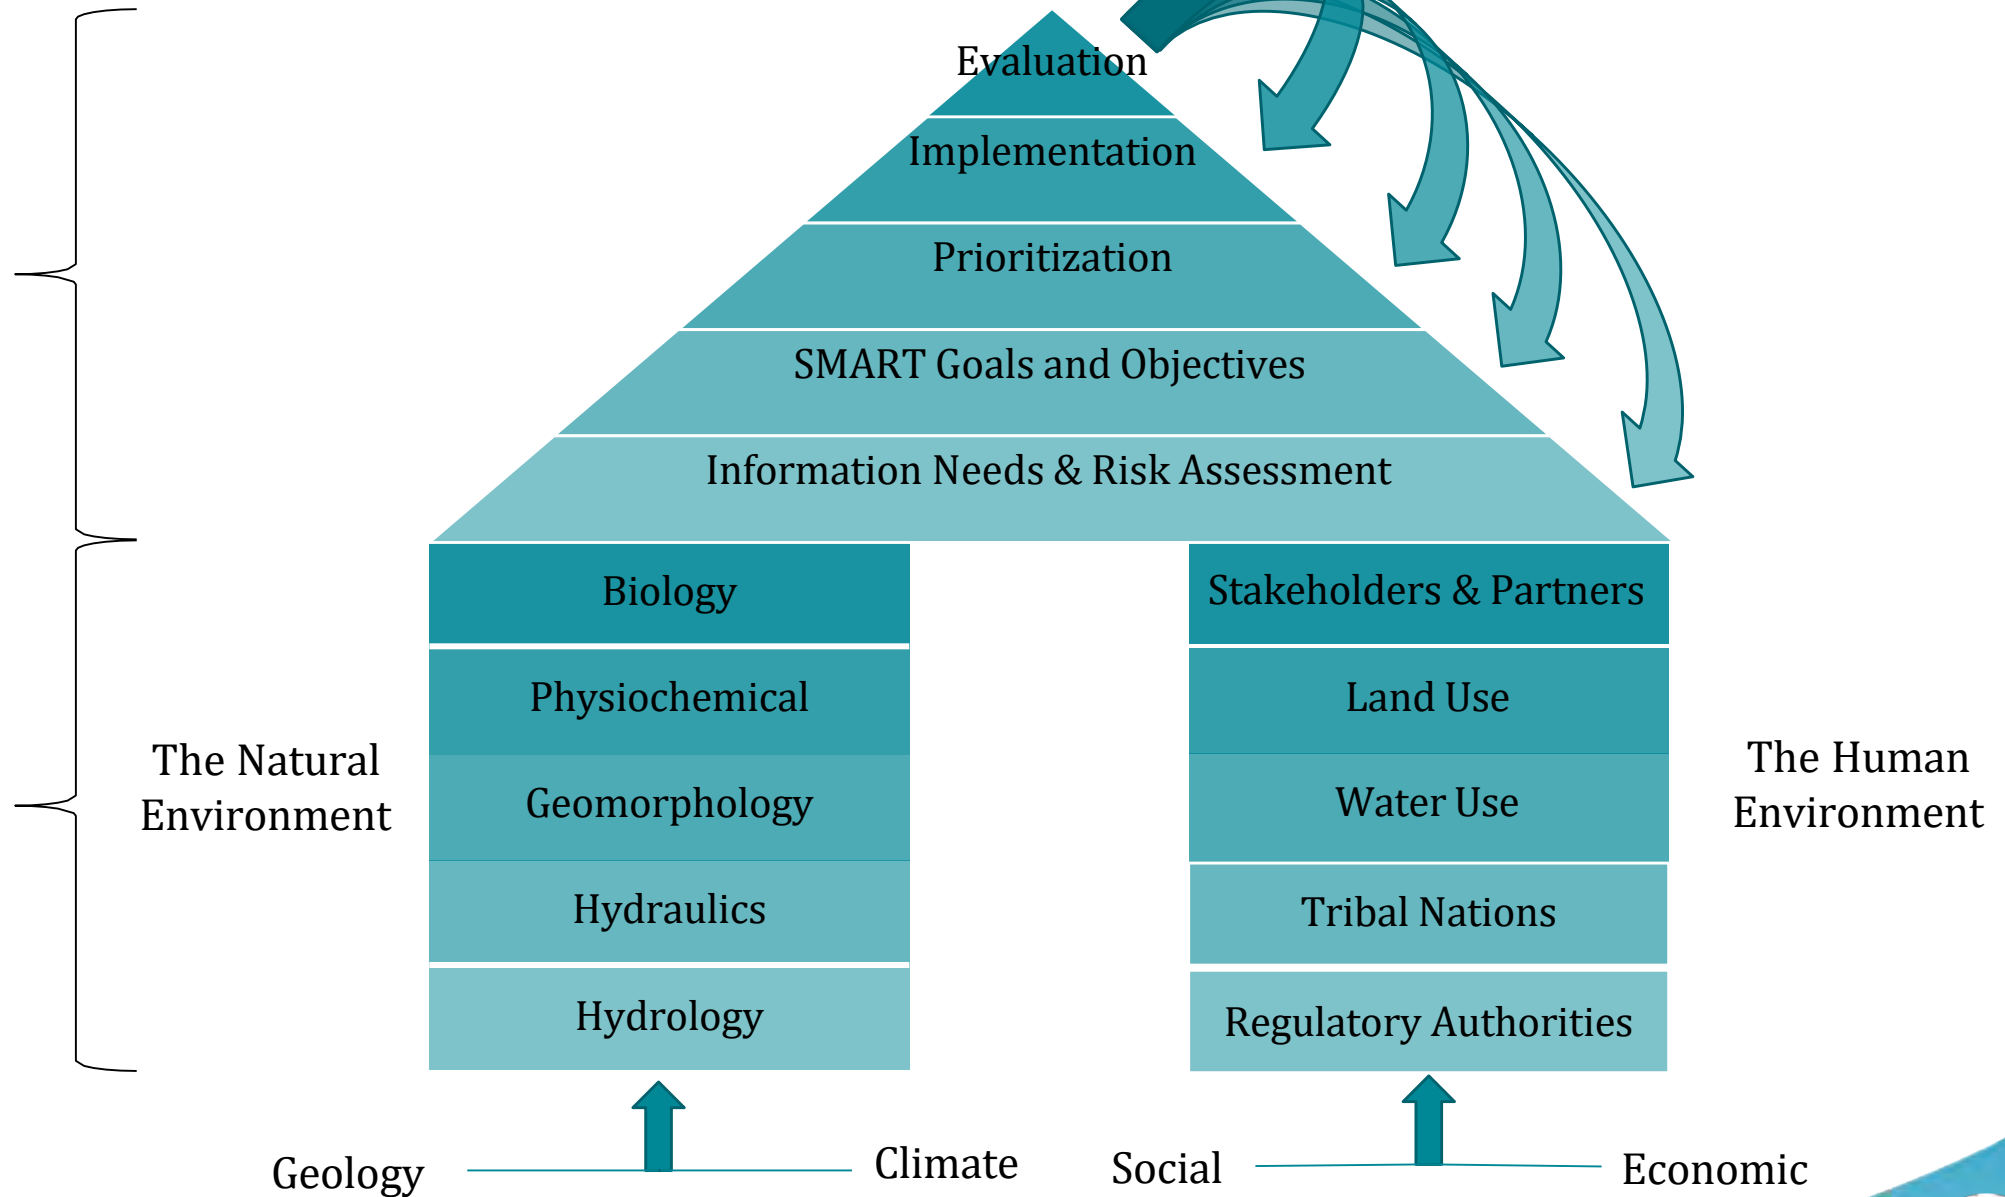 Evaluation
Implementation
Prioritization
SMART Goals and Objectives
Information Needs & Risk Assessment
Biology
Physiochemical
Geomorphology
Hydraulics
Hydrology
The Natural
Environment
Stakeholders & Partners
Land Use
Water Use
Tribal Nations
Regulatory Authorities
The Human
Environment
Geology
Climate
Social
Economic